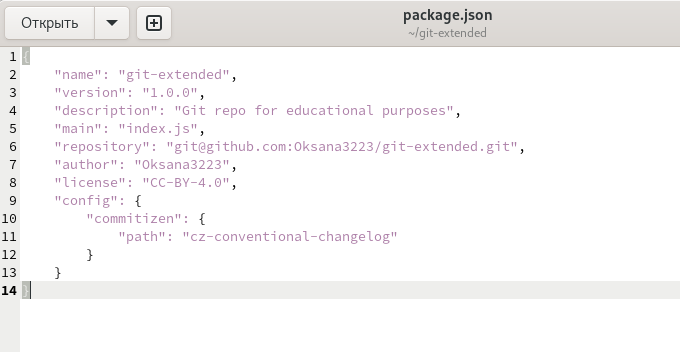 Открыть
package.json
~/git-extended
1 {
2 "name": "git-extended",
3 "version": "1.0.0",
4 "description": "Git repo for educational purposes",
5 "main": "index.js",
6 "repository": "git@github.com:Oksana3223/git-extended.git",
7 "author": "Oksana3223",
8 "license": "CC-BY-4.0",
9 "config": {
10 "commitizen": {
11 "path": "cz-conventional-changelog"
12 }
13 }
14 }